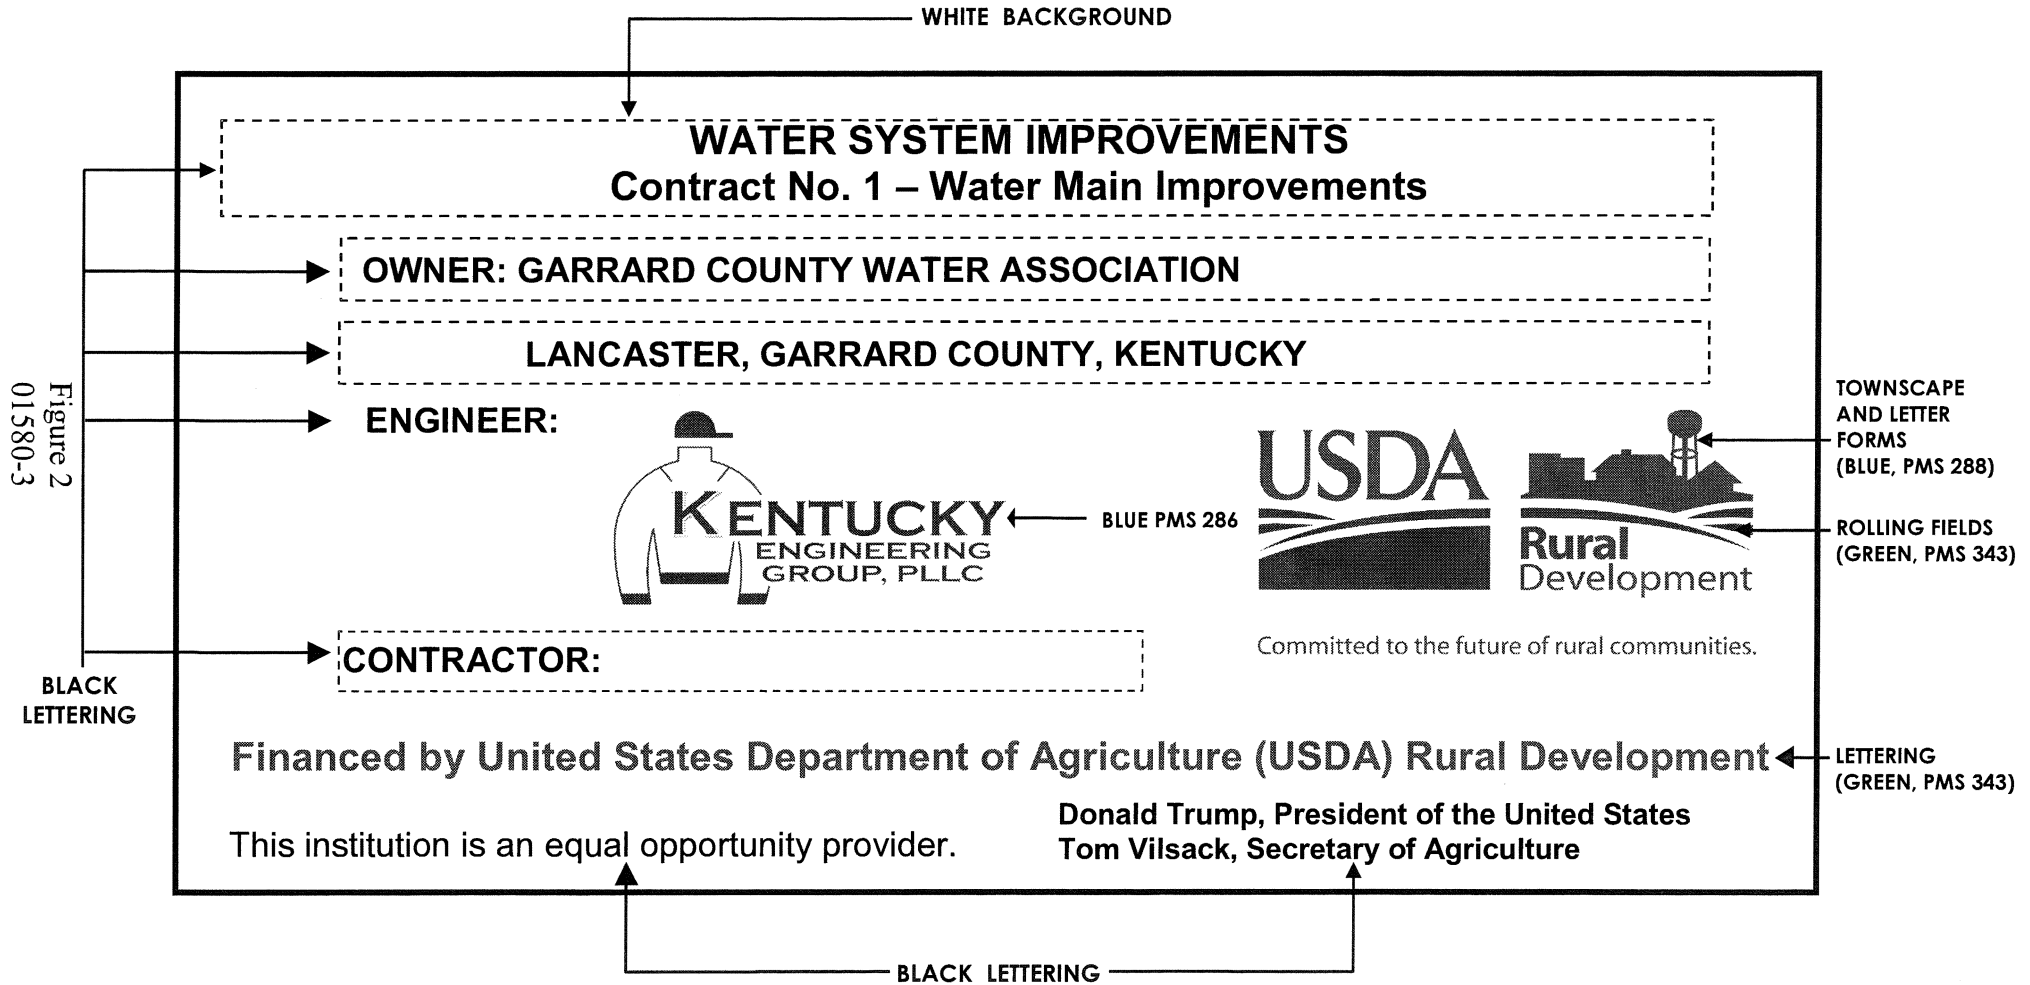 WHITE BACKGROUND
WATER SYSTEM IMPROVEMENTS
Contract No. 1 – Water Main Improvements
OWNER: GARRARD COUNTY WATER ASSOCIATION
LANCASTER, GARRARD COUNTY, KENTUCKY
ENGINEER:
KENTUCKY
ENGINEERING
GROUP, PLLC
BLUE PMS 286
USDA
Rural
Development
Committed to the future of rural communities.
TOWNSCAPE
AND LETTER
FORMS
(BLUE, PMS 288)
ROLLING FIELDS
(GREEN, PMS 343)
CONTRACTOR:
BLACK
LETTERING
Figure 2
01580-3
Financed by United States Department of Agriculture (USDA) Rural Development
LETTERING
(GREEN, PMS 343)
This institution is an equal opportunity provider.
Donald Trump, President of the United States
Tom Vilsack, Secretary of Agriculture
BLACK LETTERING